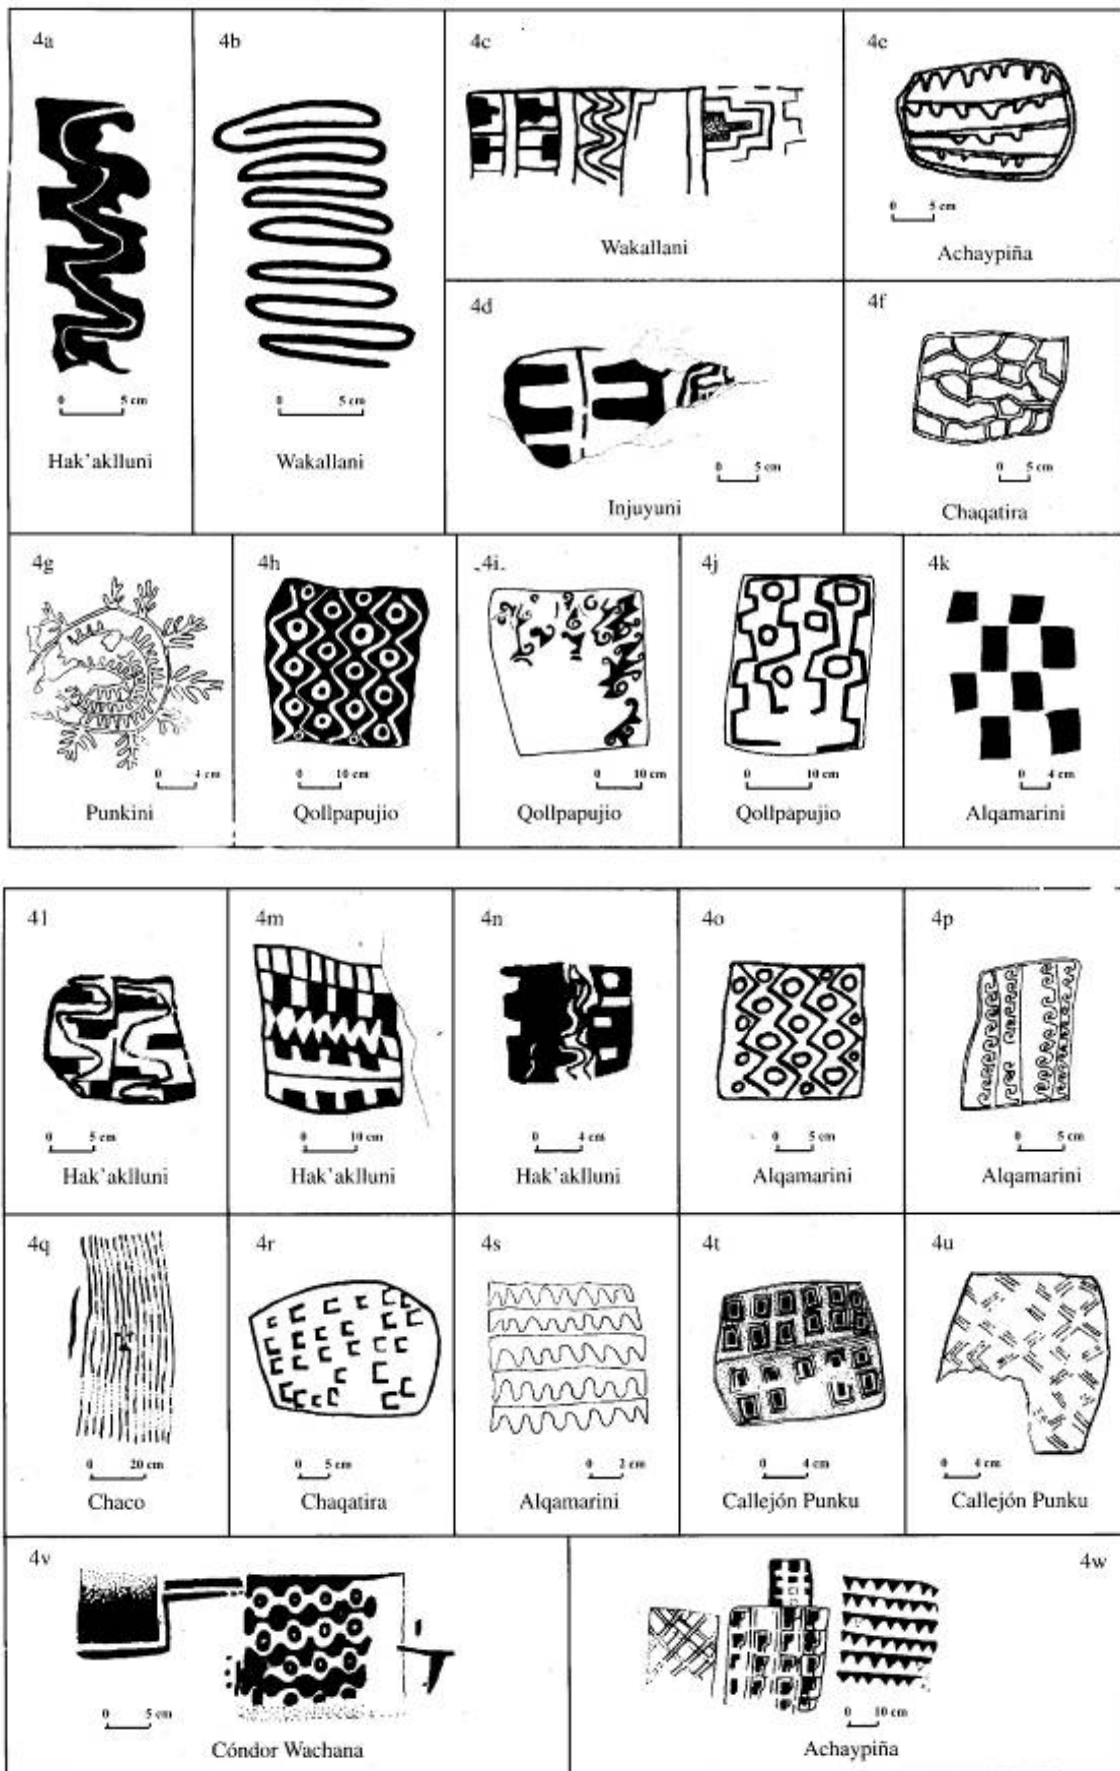 4a
0 5 cm
Hak'aklluni
4b
0 5 cm
Wakallani
4c
Wakallani
4e
0 5 cm
Achaypiña
4d
0 5 cm
Injuyuni
4f
0 5 cm
Chaqatira
4g
0 4 cm
Punkini
4h
0 10 cm
Qollpapujio
4i
0 10 cm
Qollpapujio
4j
0 10 cm
Qollpapujio
4k
0 4 cm
Alqamarini
4l
0 5 cm
Hak'aklluni
4m
0 10 cm
Hak'aklluni
4n
0 4 cm
Hak'aklluni
4o
0 5 cm
Alqamarini
4p
0 5 cm
Alqamarini
4q
0 20 cm
Chaco
4r
0 5 cm
Chaqatira
4s
0 2 cm
Alqamarini
4t
0 4 cm
Callejón Punku
4u
0 4 cm
Callejón Punku
4v
0 5 cm
Cóndor Wachana
4w
0 10 cm
Achaypiña